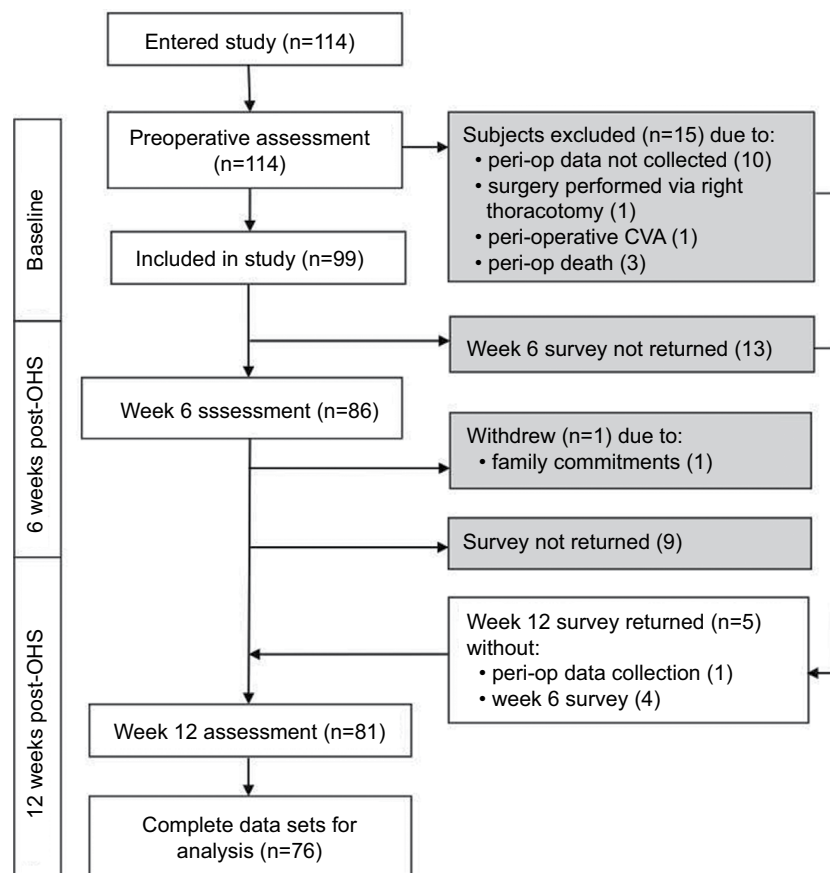 Entered study (n=114)
Preoperative assessment
(n=114)
Subjects excluded (n=15) due to:
• peri-op data not collected (10)
• surgery performed via right
thoracotomy (1)
• peri-operative CVA (1)
• peri-op death (3)
Baseline
Included in study (n=99)
Week 6 survey not returned (13)
Week 6 sssessment (n=86)
6 weeks post-OHS
Withdrew (n=1) due to:
• family commitments (1)
Survey not returned (9)
Week 12 survey returned (n=5)
without:
• peri-op data collection (1)
• week 6 survey (4)
12 weeks post-OHS
Week 12 assessment (n=81)
Complete data sets for
analysis (n=76)